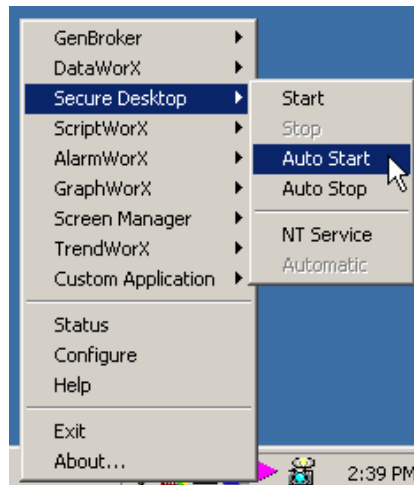 GenBroker
DataWorX
Secure Desktop
ScriptWorX
AlarmWorX
GraphWorX
Screen Manager
TrendWorX
Custom Application
Status
Configure
Help
Exit
About...
Start
Stop
Auto Start
Auto Stop
NT Service
Automatic
2:39 PM